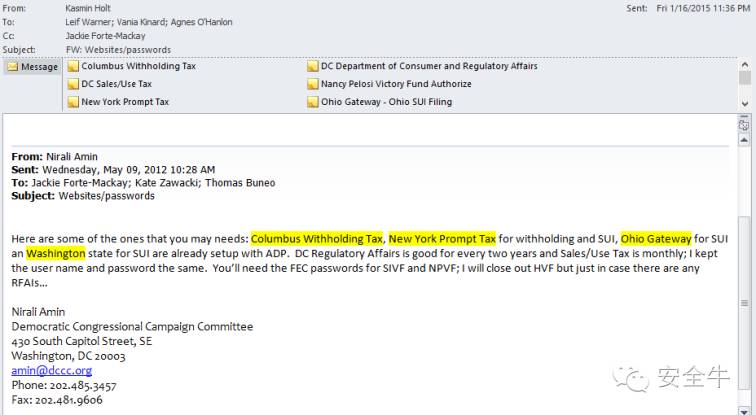 From: Kasmin Holt Sent: Fri 1/16/2015 11:36 PM
To: Leif Warner; Vania Kinard; Agnes O'Hanlon
Cc: Jackie Forte-Mackay
Subject: FW: Websites/passwords
Message Columbus Withholding Tax DC Department of Consumer and Regulatory Affairs
DC Sales/Use Tax Nancy Pelosi Victory Fund Authorize
New York Prompt Tax Ohio Gateway - Ohio SUI Filing
From: Nirali Amin
Sent: Wednesday, May 09, 2012 10:28 AM
To: Jackie Forte-Mackay; Kate Zawacki; Thomas Buneo
Subject: Websites/passwords
Here are some of the ones that you may needs: Columbus Withholding Tax, New York Prompt Tax for withholding and SUI, Ohio Gateway for SUI
an Washington state for SUI are already setup with ADP. DC Regulatory Affairs is good for every two years and Sales/Use Tax is monthly; I kept
the user name and password the same. You'll need the FEC passwords for SIVF and NPVF; I will close out HVF but just in case there are any
RFAIs...
Nirali Amin
Democratic Congressional Campaign Committee
430 South Capitol Street, SE
Washington, DC 20003
amin@dccc.org
Phone: 202.485.3457
Fax: 202.481.9606
安全牛